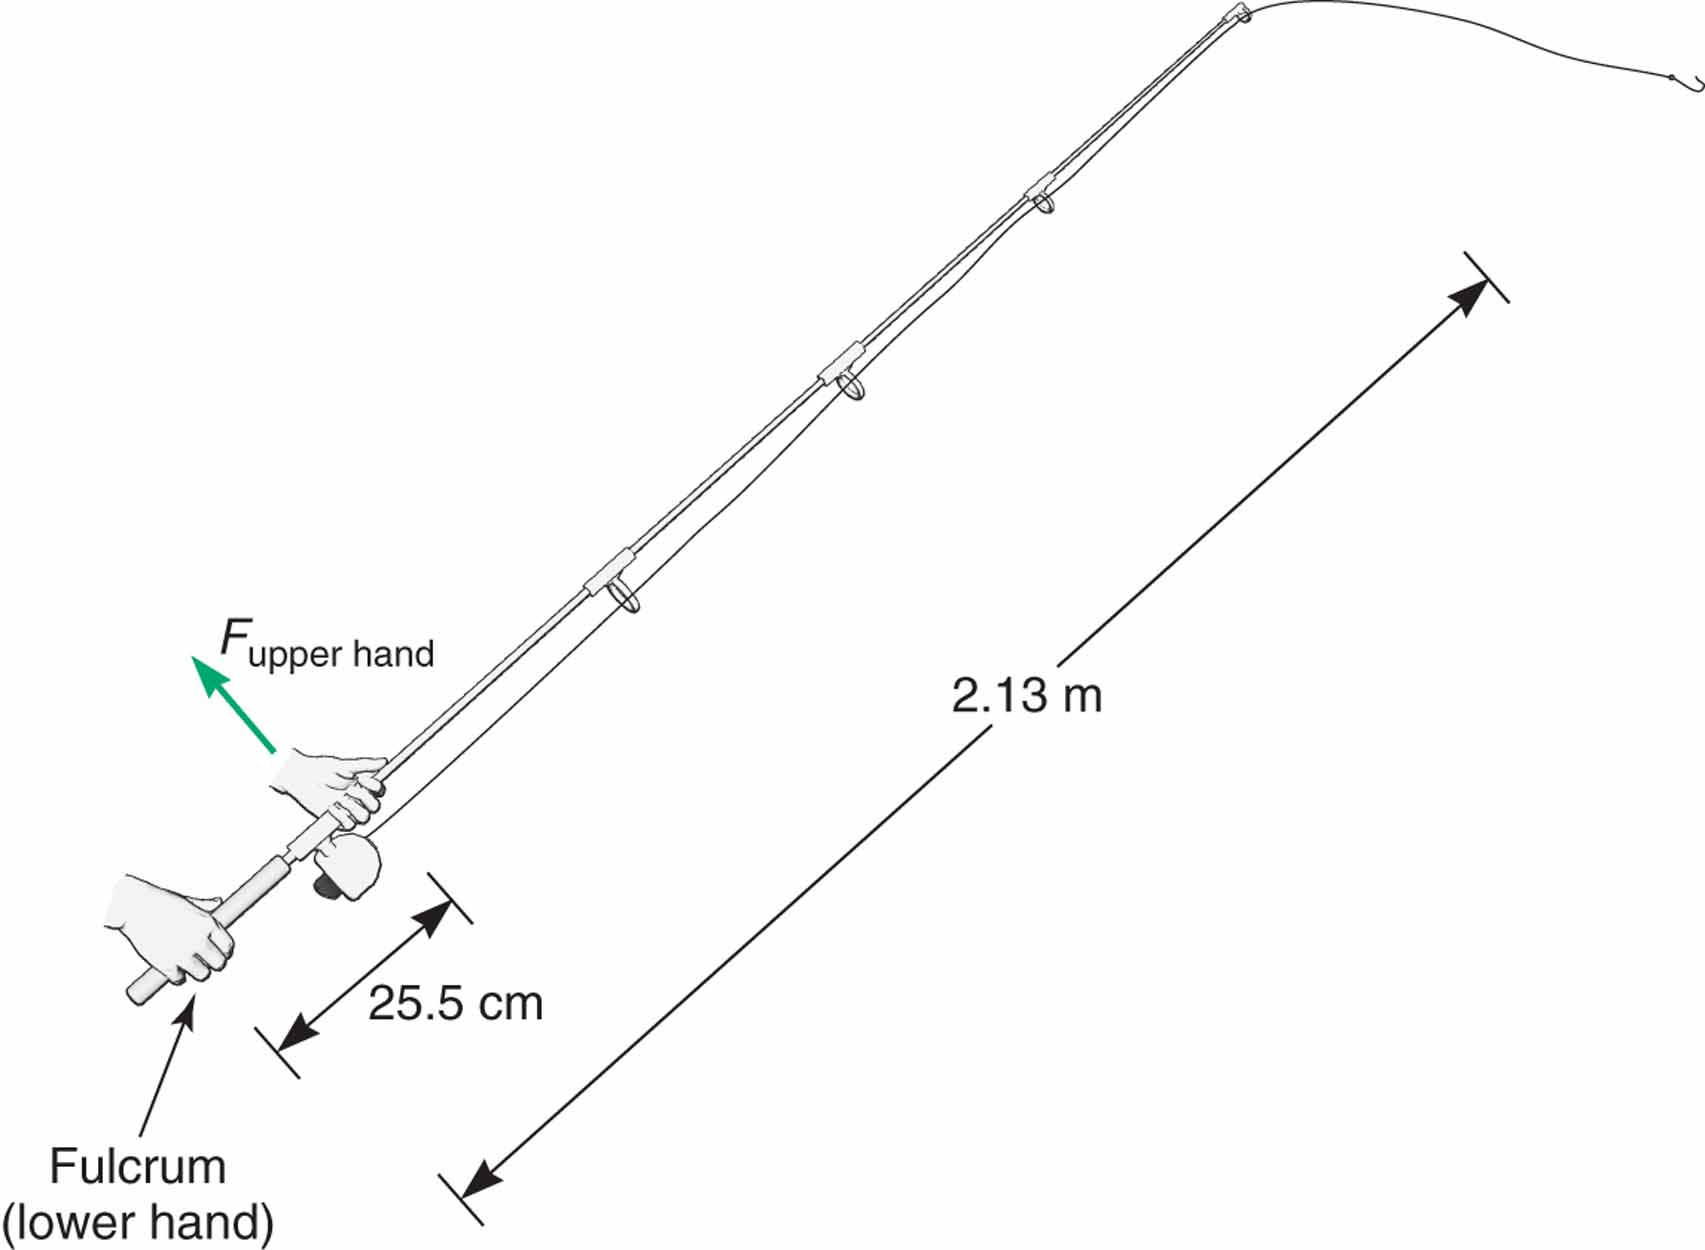 F upper hand
2.13 m
25.5 cm
Fulcrum
(lower hand)